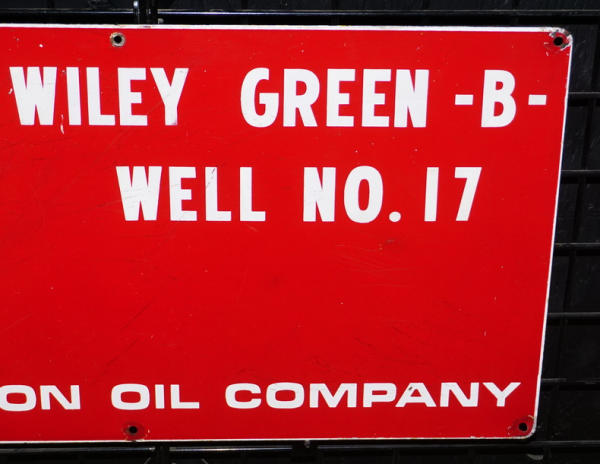 WILEY GREEN -B-
WELL NO. 17
ON OIL COMPANY